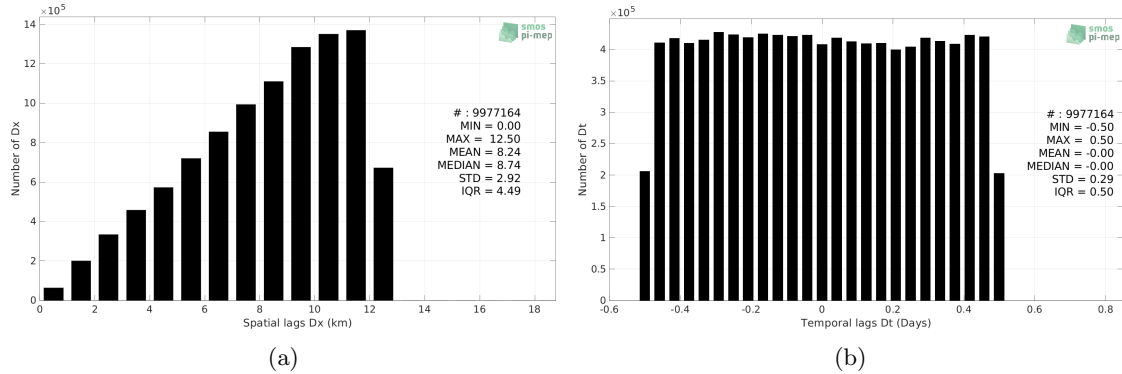 ×10⁵
14
12
10
8
6
4
2
0
0 2 4 6 8 10 12 14 16 18
Number of Dx
Spatial lags Dx (km)
smos
pi-mep
# : 9977164
MIN = 0.00
MAX = 12.50
MEAN = 8.24
MEDIAN = 8.74
STD = 2.92
IQR = 4.49
(a)
×10⁵
4
3.5
3
2.5
2
1.5
1
0.5
0
-0.6 -0.4 -0.2 0 0.2 0.4 0.6 0.8
Number of Dt
Temporal lags Dt (Days)
smos
pi-mep
# : 9977164
MIN = -0.50
MAX = 0.50
MEAN = -0.00
MEDIAN = -0.00
STD = 0.29
IQR = 0.50
(b)